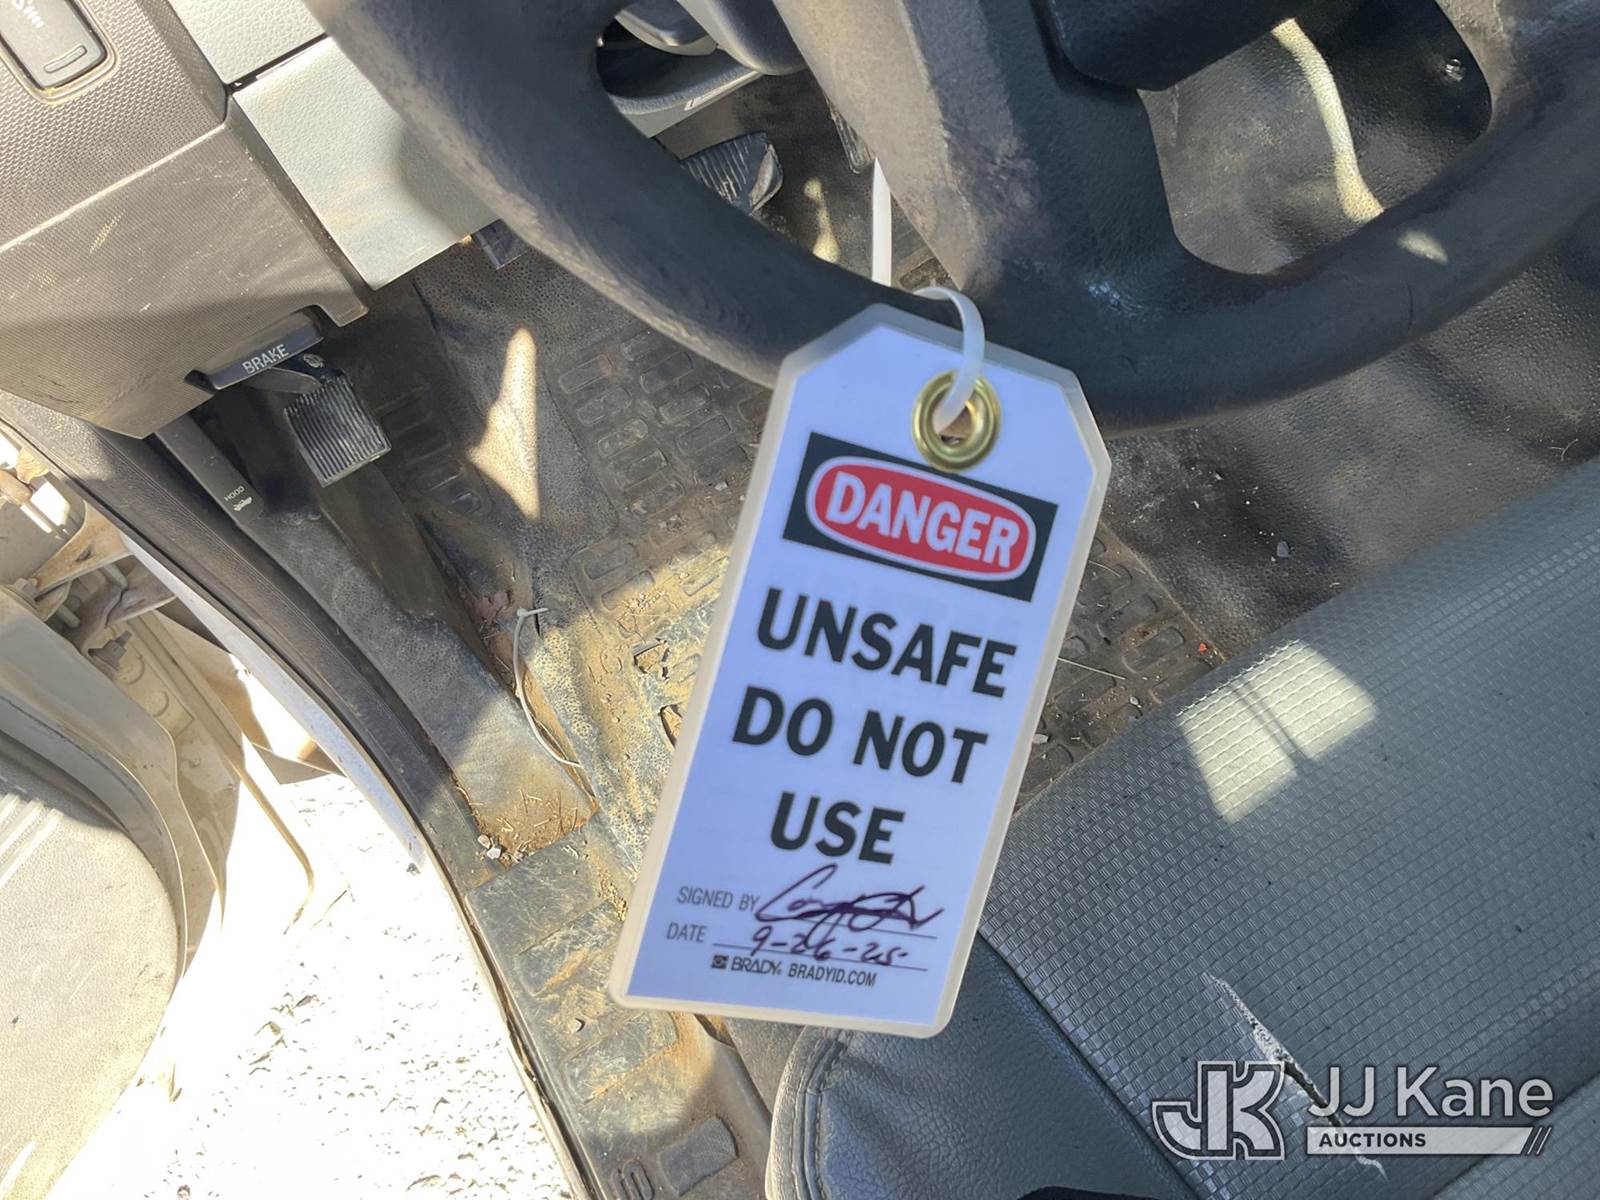 BRAKE
HOOD
DANGER
UNSAFE
DO NOT
USE
SIGNED BY
DATE 9-26-25
BRADY. BRADYID.COM
JK JJ Kane
AUCTIONS